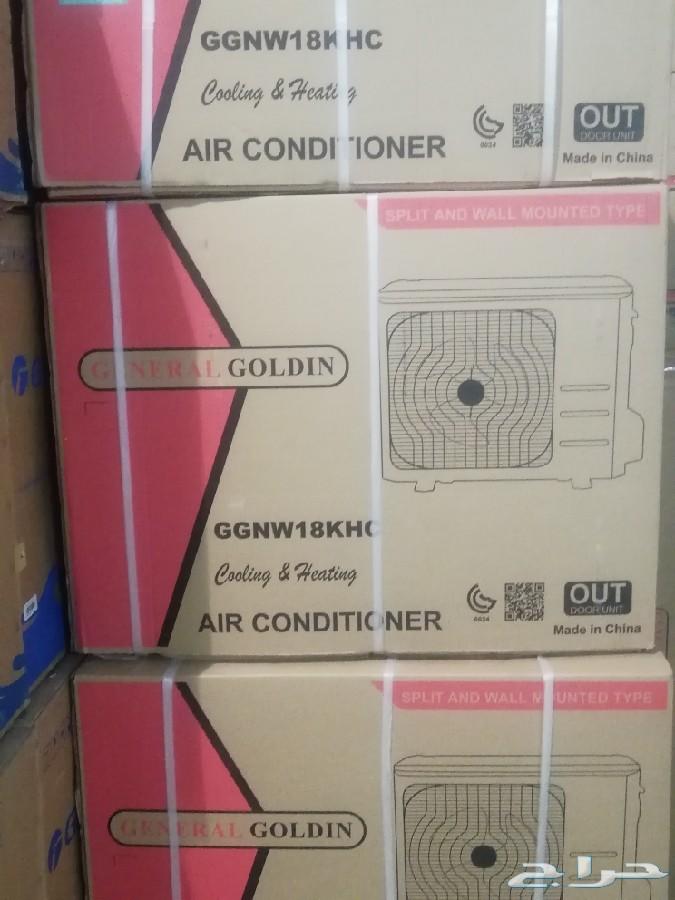 GGNW18KHC
Cooling & Heating
AIR CONDITIONER
OUT
DOOR UNIT
Made in China
SPLIT AND WALL MOUNTED TYPE
GENERAL GOLDIN
GGNW18KHC
Cooling & Heating
AIR CONDITIONER
OUT
DOOR UNIT
Made in China
SPLIT AND WALL MOUNTED TYPE
GENERAL GOLDIN
حراج